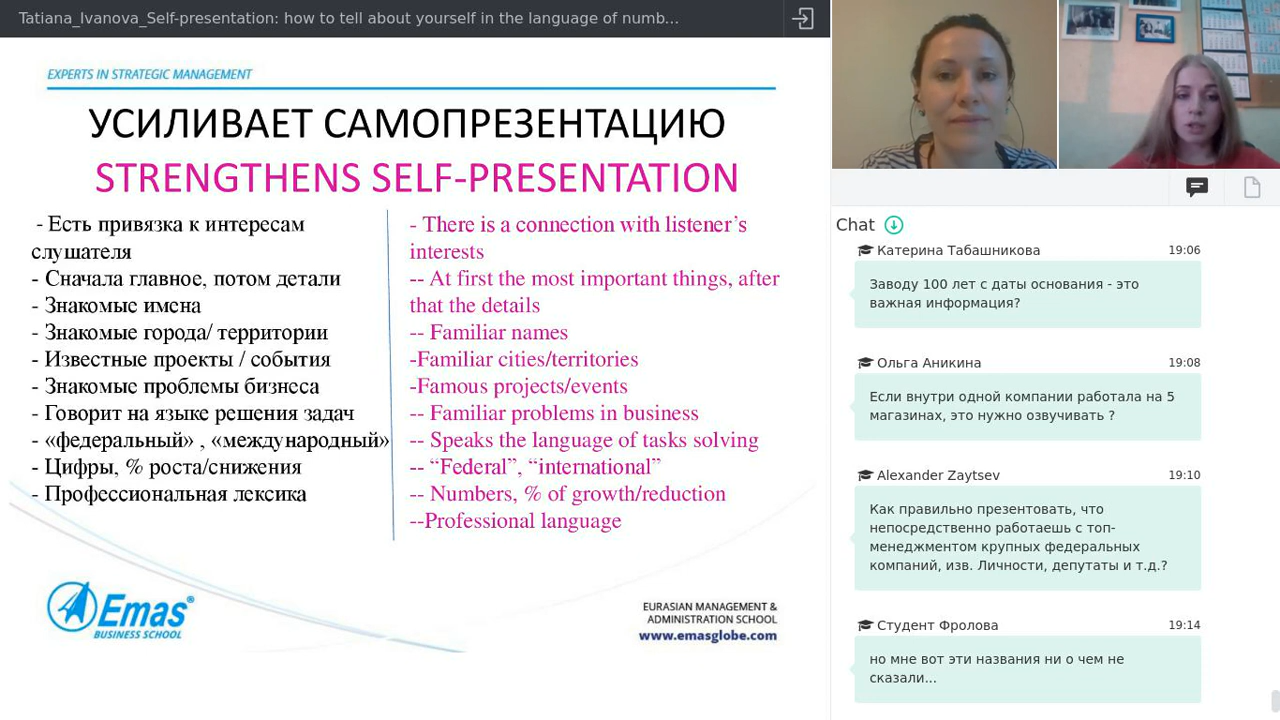 Tatiana_Ivanova_Self-presentation: how to tell about yourself in the language of numb...
EXPERTS IN STRATEGIC MANAGEMENT
УСИЛИВАЕТ САМОПРЕЗЕНТАЦИЮ
STRENGTHENS SELF-PRESENTATION
- Есть привязка к интересам
слушателя
- Сначала главное, потом детали
- Знакомые имена
- Знакомые города/ территории
- Известные проекты / события
- Знакомые проблемы бизнеса
- Говорит на языке решения задач
- «федеральный» , «международный»
- Цифры, % роста/снижения
- Профессиональная лексика
- There is a connection with listener’s
interests
-- At first the most important things, after
that the details
-- Familiar names
-Familiar cities/territories
-Famous projects/events
-- Familiar problems in business
-- Speaks the language of tasks solving
-- “Federal”, “international”
-- Numbers, % of growth/reduction
--Professional language
Emas®
BUSINESS SCHOOL
EURASIAN MANAGEMENT &
ADMINISTRATION SCHOOL
www.emasglobe.com
Chat
Катерина Табашникова 19:06
Заводу 100 лет с даты основания - это
важная информация?
Ольга Аникина 19:08
Если внутри одной компании работала на 5
магазинах, это нужно озвучивать ?
Alexander Zaytsev 19:10
Как правильно презентовать, что
непосредственно работаешь с топ-
менеджментом крупных федеральных
компаний, изв. Личности, депутаты и т.д.?
Студент Фролова 19:14
но мне вот эти названия ни о чем не
сказали...